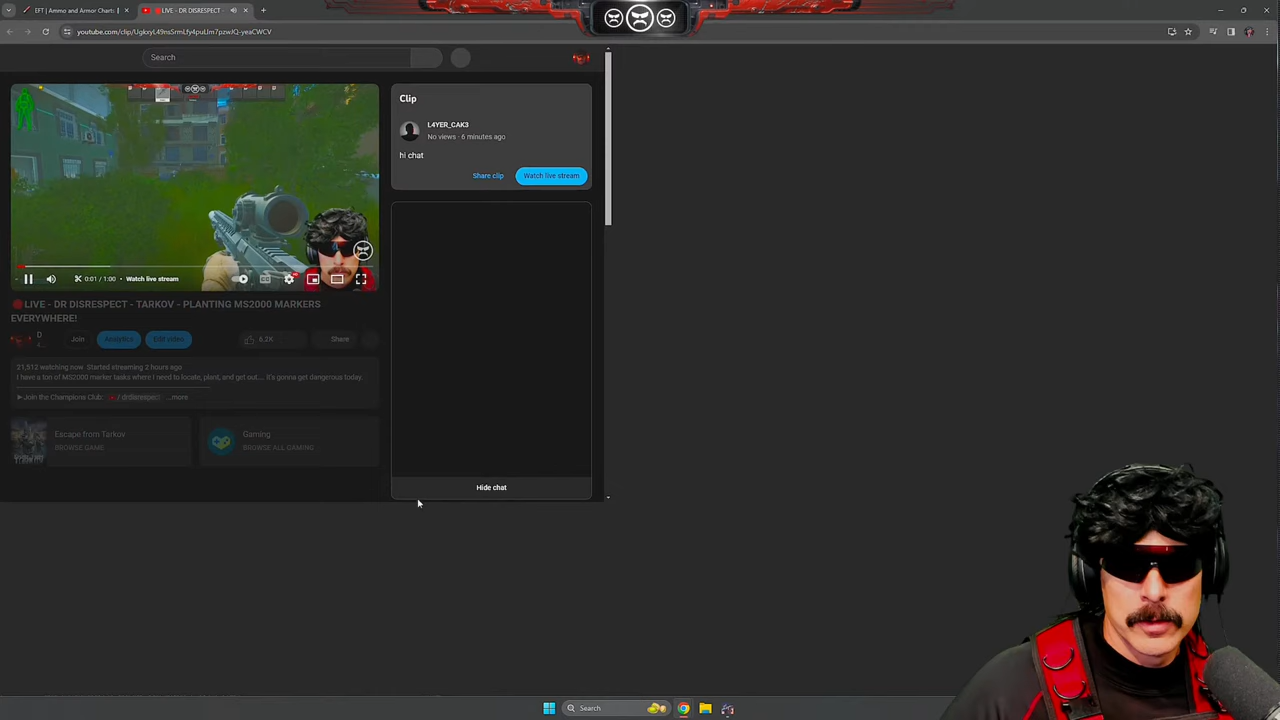 EFT | Ammo and Armor Charts
LIVE - DR DISRESPECT -
youtube.com/clip/UgkxyL49nsSrmLfy4puUm7pzwJQ-yeaCWCV
Search
Clip
L4YER_CAK3
No views · 6 minutes ago
hi chat
Share clip
Watch live stream
0:01 / 1:00 · Watch live stream
LIVE - DR DISRESPECT - TARKOV - PLANTING MS2000 MARKERS
EVERYWHERE!
D
Join
Analytics
Edit video
6.2K
Share
21,512 watching now Started streaming 2 hours ago
I have a ton of MS2000 marker tasks where I need to locate, plant, and get out... it's gonna get dangerous today.
►Join the Champions Club: / drdisrespect ...more
Escape from Tarkov
BROWSE GAME
Gaming
BROWSE ALL GAMING
Hide chat
Search